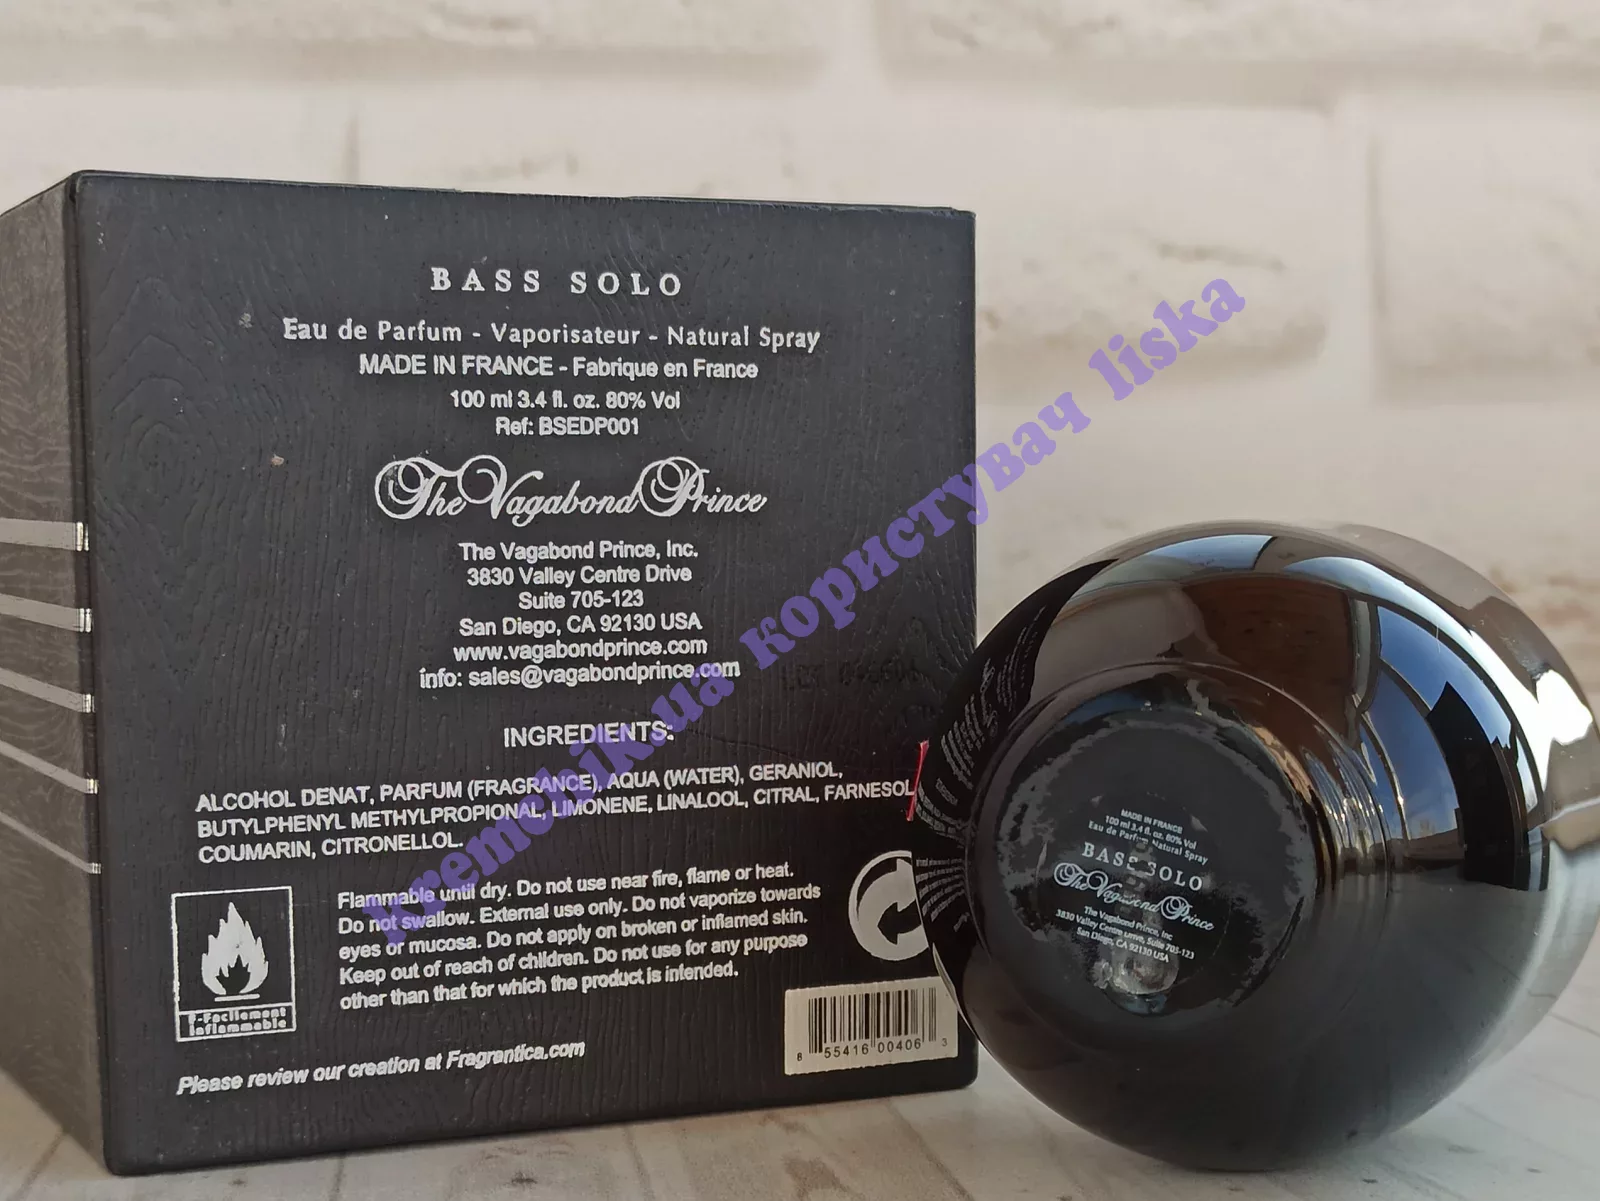 BASS SOLO
Eau de Parfum - Vaporisateur - Natural Spray
MADE IN FRANCE - Fabrique en France
100 ml 3.4 fl. oz. 80% Vol
Ref: BSEDP001
The Vagabond Prince
The Vagabond Prince, Inc.
3830 Valley Centre Drive
Suite 705-123
San Diego, CA 92130 USA
www.vagabondprince.com
info: sales@vagabondprince.com
INGREDIENTS:
ALCOHOL DENAT, PARFUM (FRAGRANCE), AQUA (WATER), GERANIOL,
BUTYLPHENYL METHYLPROPIONAL, LIMONENE, LINALOOL, CITRAL, FARNESOL
COUMARIN, CITRONELLOL.
Flammable until dry. Do not use near fire, flame or heat.
Do not swallow. External use only. Do not vaporize towards
eyes or mucosa. Do not apply on broken or inflamed skin.
Keep out of reach of children. Do not use for any purpose
other than that for which the product is intended.
F-Facilement
Inflammable
Please review our creation at Fragrantica.com
8 55416 00406 3
kremchik.ua користувач liska
MADE IN FRANCE
100 ml 3.4 fl. oz. 80% Vol
Eau de Parfum Natural Spray
BASS SOLO
The Vagabond Prince
The Vagabond Prince, Inc
3830 Valley Centre Drive, Suite 705-123
San Diego, CA 92130 USA